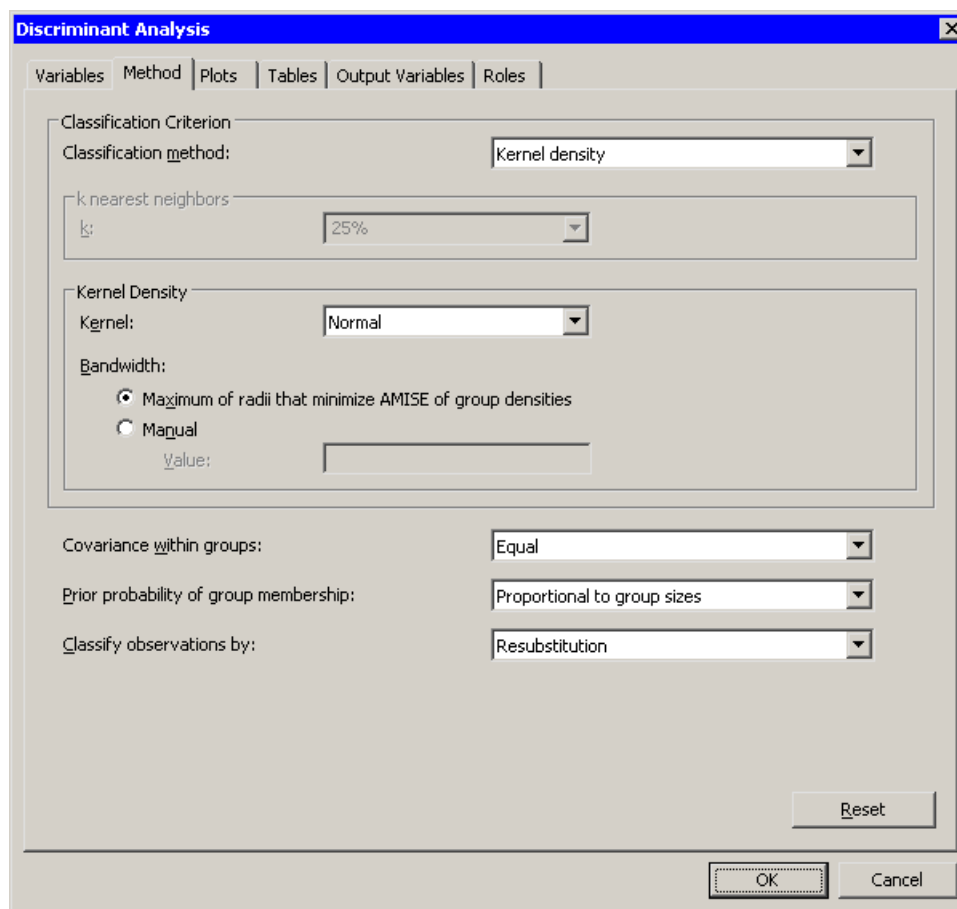 Discriminant Analysis
Variables Method Plots Tables Output Variables Roles
Classification Criterion
Classification method: Kernel density
k nearest neighbors
k: 25%
Kernel Density
Kernel: Normal
Bandwidth:
Maximum of radii that minimize AMISE of group densities
Manual
Value:
Covariance within groups: Equal
Prior probability of group membership: Proportional to group sizes
Classify observations by: Resubstitution
Reset
OK Cancel